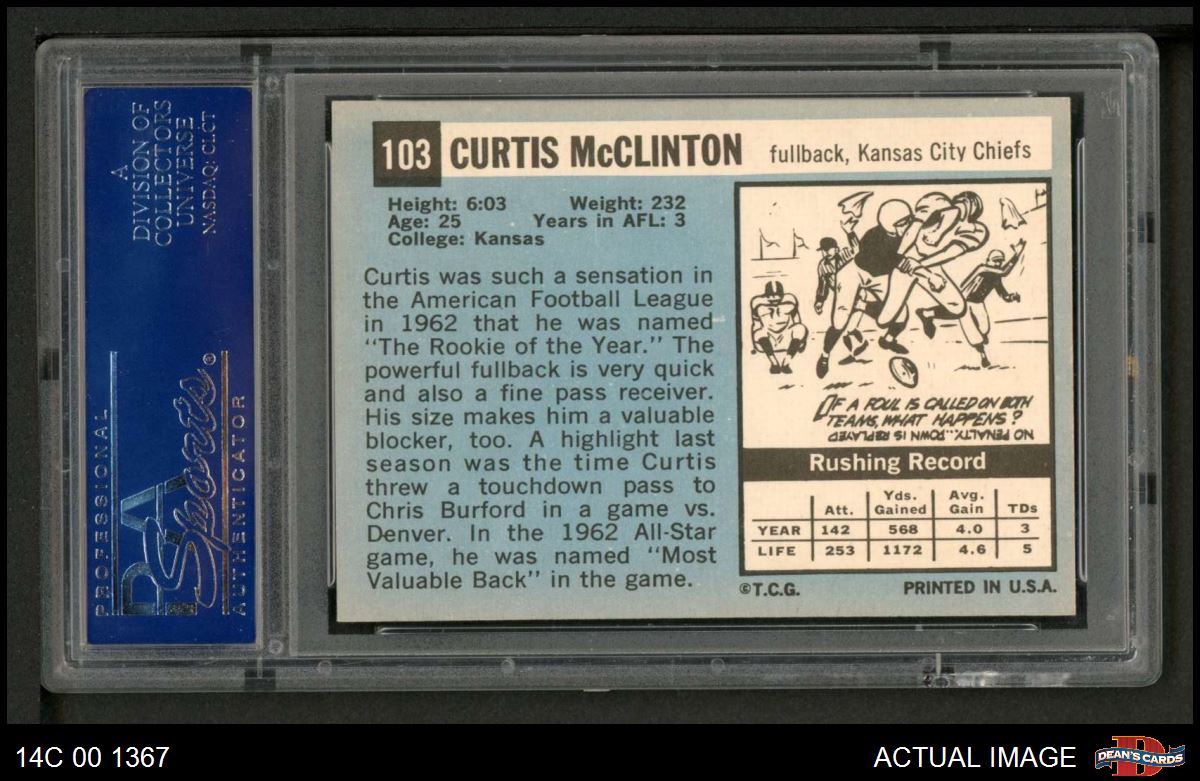 A
DIVISION OF
COLLECTORS
UNIVERSE
NASDAQ: CLCT
PROFESSIONAL
PSA
Sports®
AUTHENTICATOR
103 CURTIS McCLINTON fullback, Kansas City Chiefs
Height: 6:03 Weight: 232
Age: 25 Years in AFL: 3
College: Kansas
Curtis was such a sensation in
the American Football League
in 1962 that he was named
"The Rookie of the Year." The
powerful fullback is very quick
and also a fine pass receiver.
His size makes him a valuable
blocker, too. A highlight last
season was the time Curtis
threw a touchdown pass to
Chris Burford in a game vs.
Denver. In the 1962 All-Star
game, he was named "Most
Valuable Back" in the game.
IF A FOUL IS CALLED ON BOTH
TEAMS, WHAT HAPPENS?
NO PENALTY...DOWN IS REPLAYED
Rushing Record
Att. Yds. Gained Avg. Gain TDs
YEAR 142 568 4.0 3
LIFE 253 1172 4.6 5
©T.C.G. PRINTED IN U.S.A.
14C 00 1367 ACTUAL IMAGE D DEAN'S CARDS